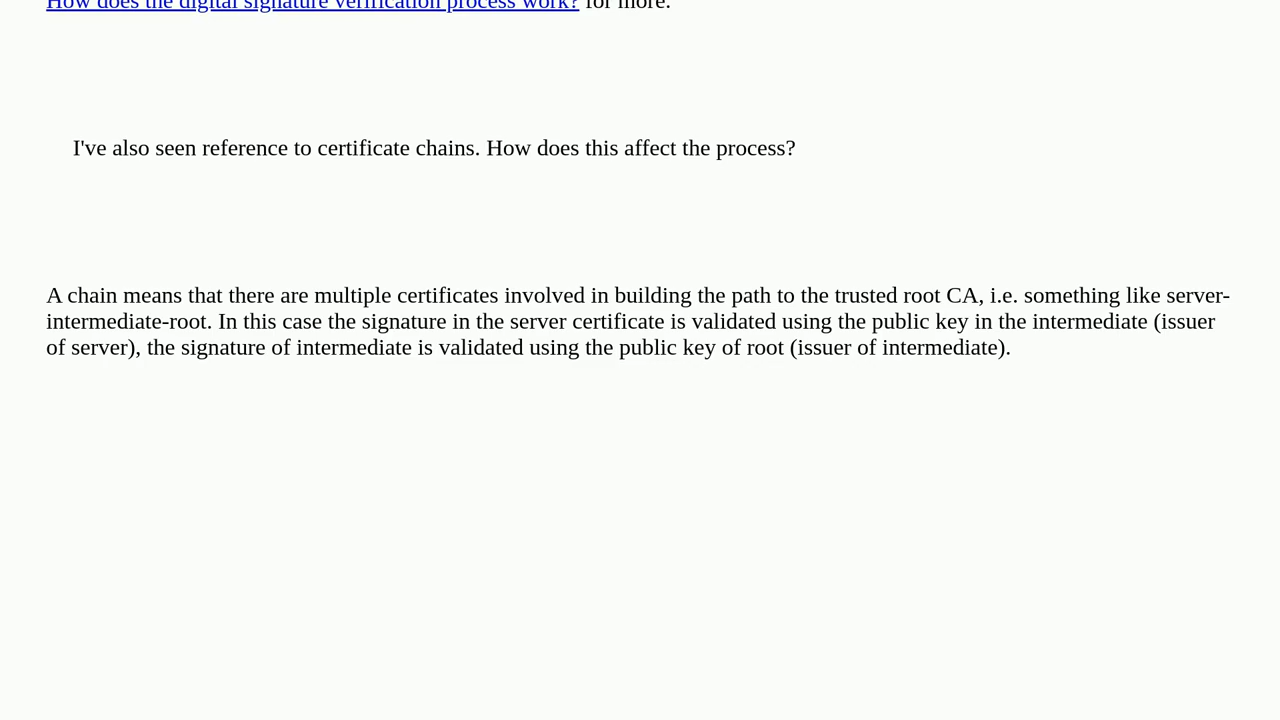 How does the digital signature verification process work? for more.
I've also seen reference to certificate chains. How does this affect the process?
A chain means that there are multiple certificates involved in building the path to the trusted root CA, i.e. something like server-
intermediate-root. In this case the signature in the server certificate is validated using the public key in the intermediate (issuer
of server), the signature of intermediate is validated using the public key of root (issuer of intermediate).